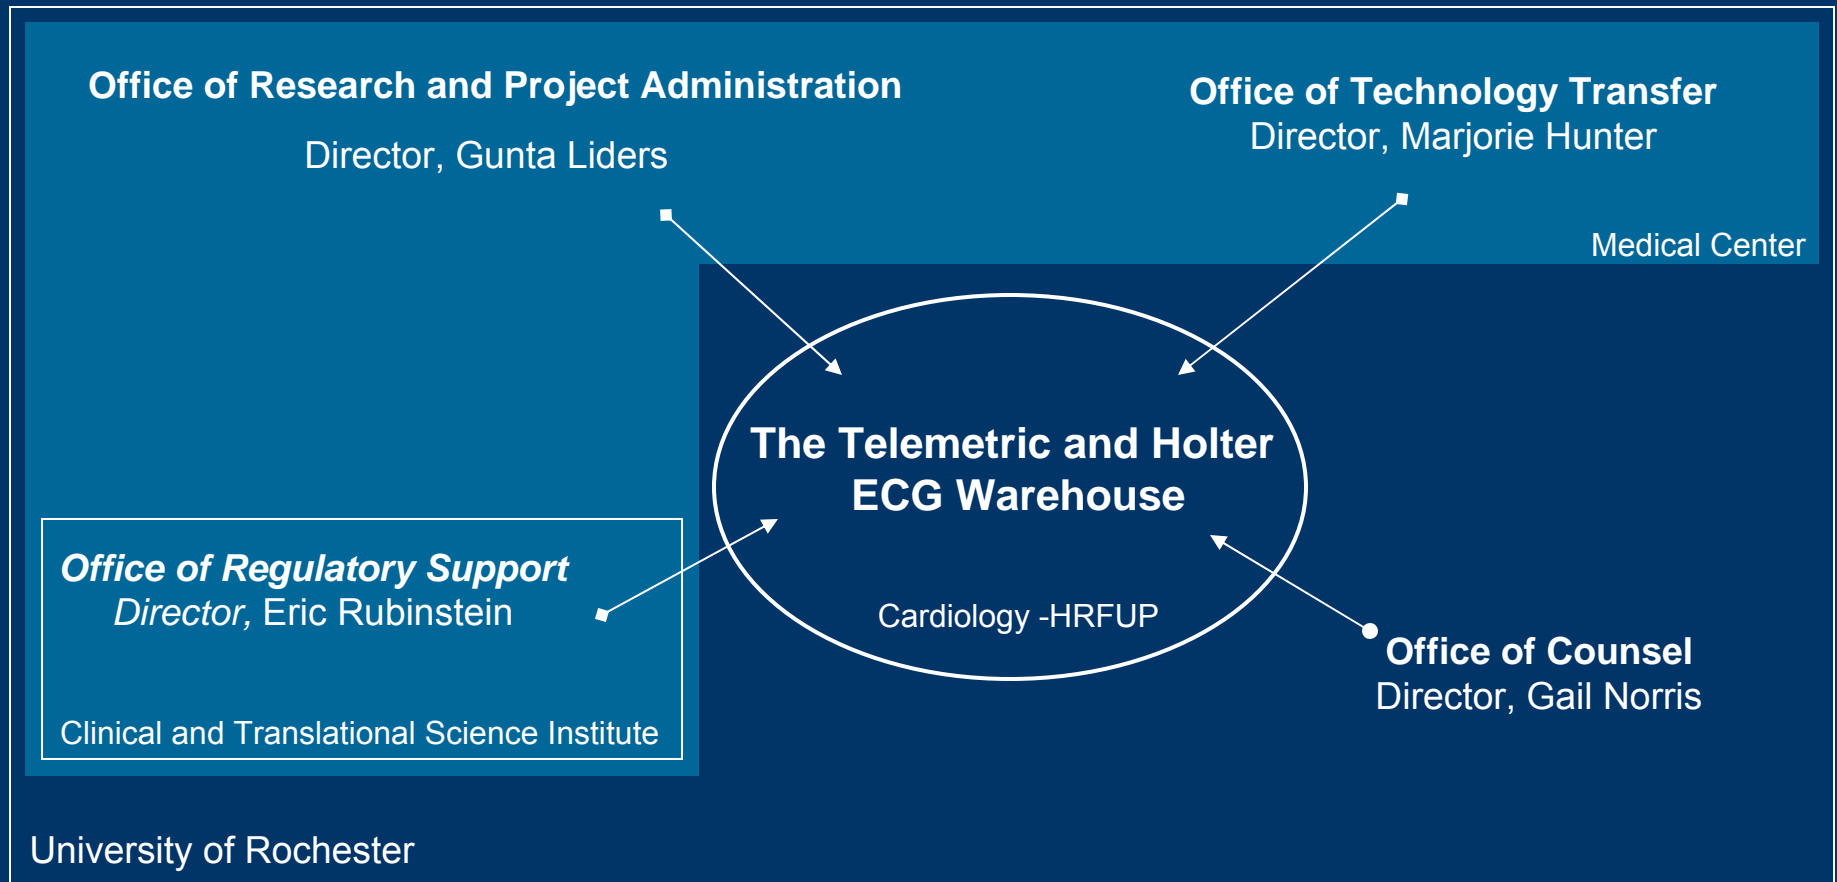 Office of Research and Project Administration
Director, Gunta Liders
Office of Technology Transfer
Director, Marjorie Hunter
Medical Center
The Telemetric and Holter
ECG Warehouse
Cardiology -HRFUP
Office of Regulatory Support
Director, Eric Rubinstein
Clinical and Translational Science Institute
Office of Counsel
Director, Gail Norris
University of Rochester